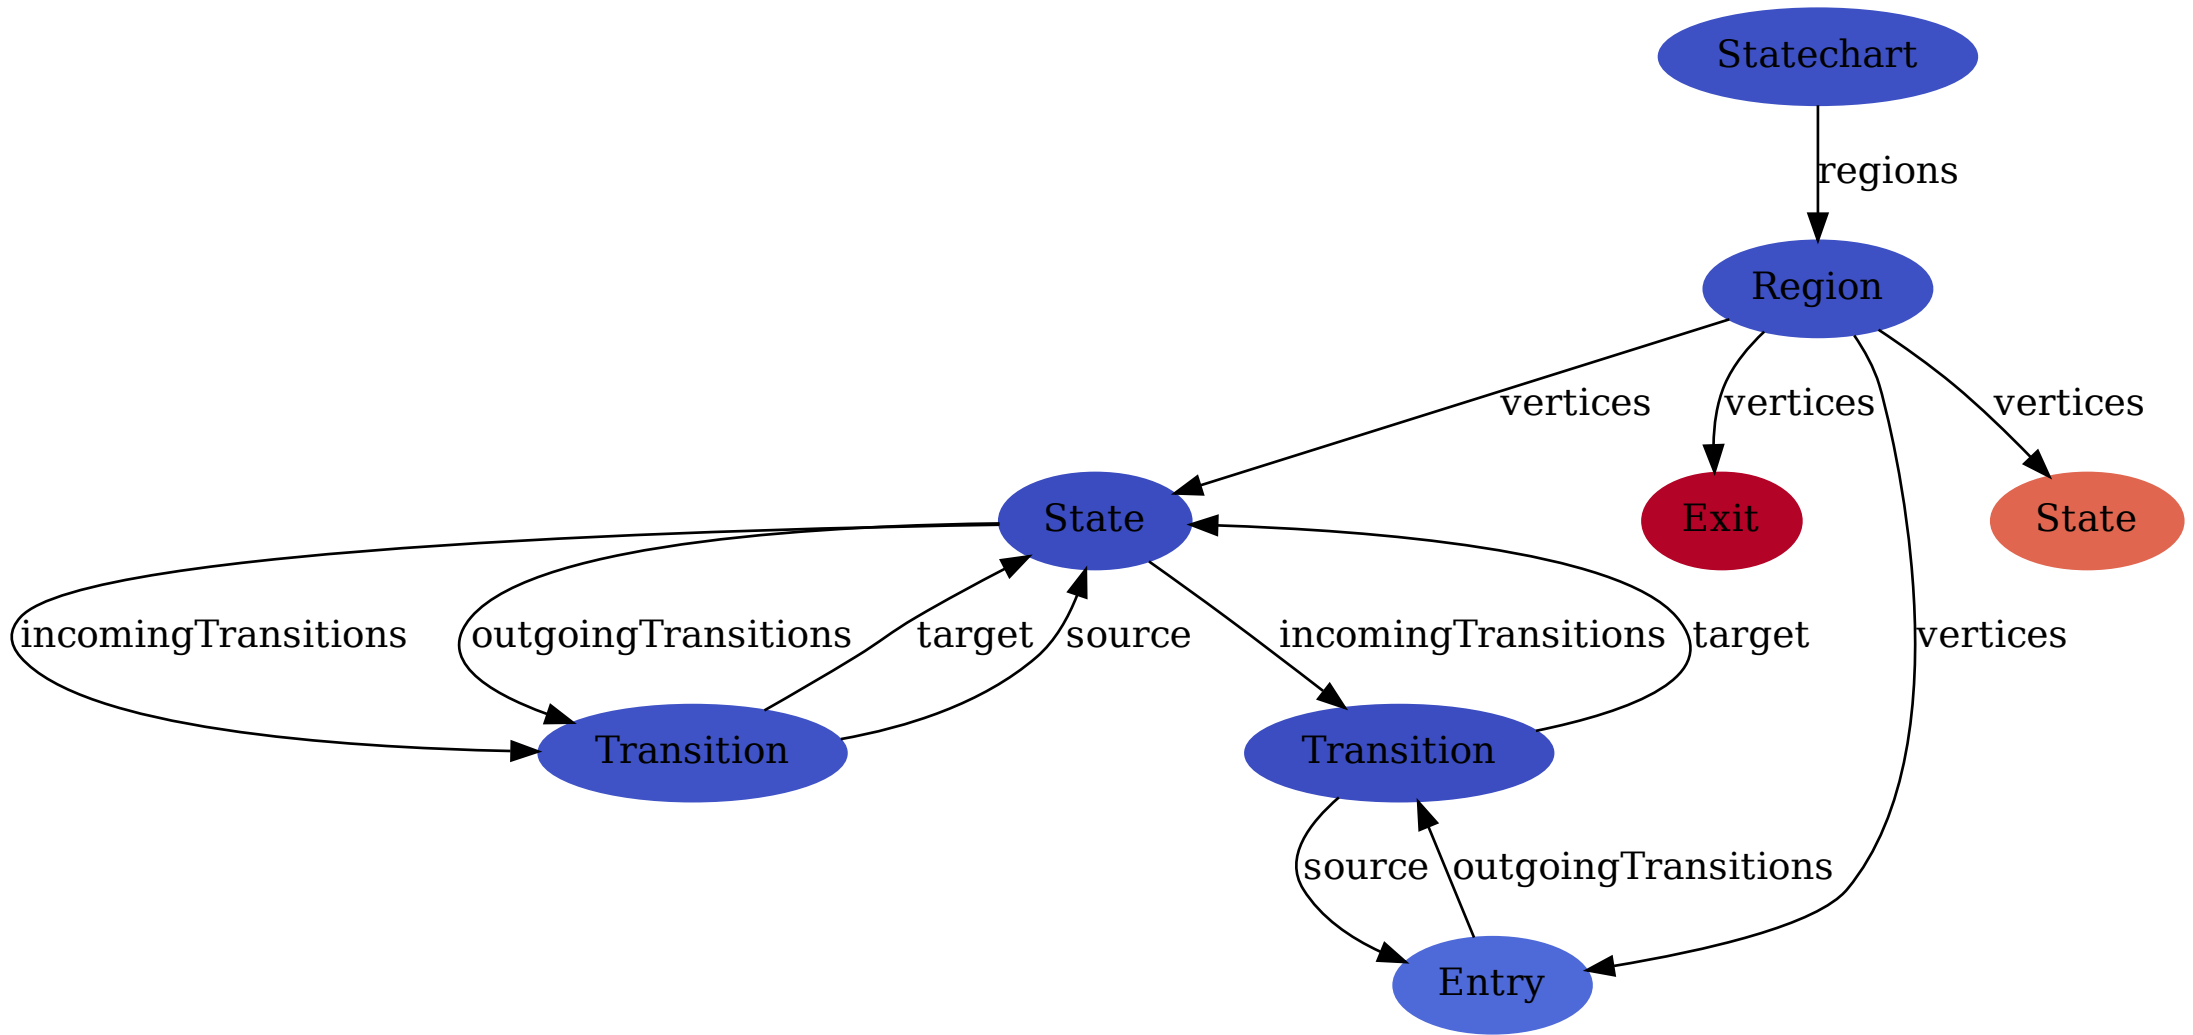 Statechart
regions
Region
vertices
vertices
vertices
State
Exit
State
incomingTransitions
outgoingTransitions
target
source
incomingTransitions
target
vertices
Transition
Transition
source
outgoingTransitions
Entry